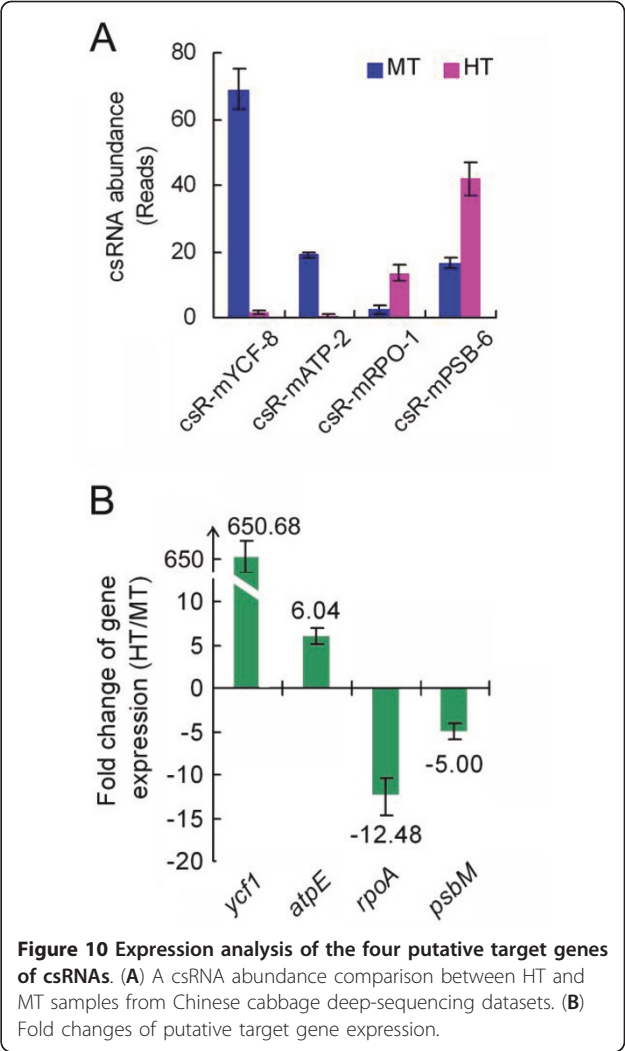 A
80
60
40
20
0
csRNA abundance
(Reads)
MT
HT
csR-mYCF-8
csR-mATP-2
csR-mRPO-1
csR-mPSB-6
B
650.68
650
10
5
0
-5
-10
-15
-20
Fold change of gene
expression (HT/MT)
6.04
-12.48
-5.00
ycf1
atpE
rpoA
psbM
Figure 10 Expression analysis of the four putative target genes
of csRNAs. (A) A csRNA abundance comparison between HT and
MT samples from Chinese cabbage deep-sequencing datasets. (B)
Fold changes of putative target gene expression.